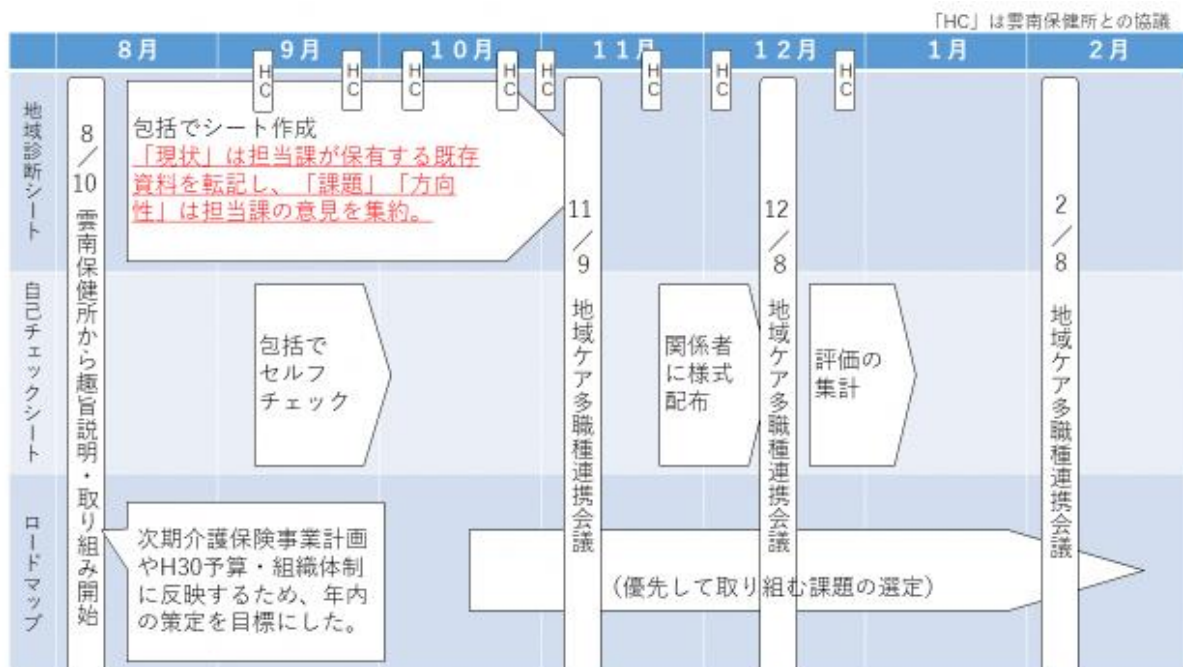 「HC」は雲南保健所との協議
8月
9月
10月
11月
12月
1月
2月
HC
HC
HC
HC
HC
HC
HC
HC
地域診断シート
8/10 雲南保健所から趣旨説明・取り組み開始
包括でシート作成
「現状」は担当課が保有する既存
資料を転記し、「課題」「方向
性」は担当課の意見を集約。
11/9 地域ケア多職種連携会議
12/8 地域ケア多職種連携会議
2/8 地域ケア多職種連携会議
自己チェックシート
包括で
セルフ
チェック
関係者
に様式
配布
評価の
集計
ロードマップ
次期介護保険事業計画
やH30予算・組織体制
に反映するため、年内
の策定を目標にした。
（優先して取り組む課題の選定）